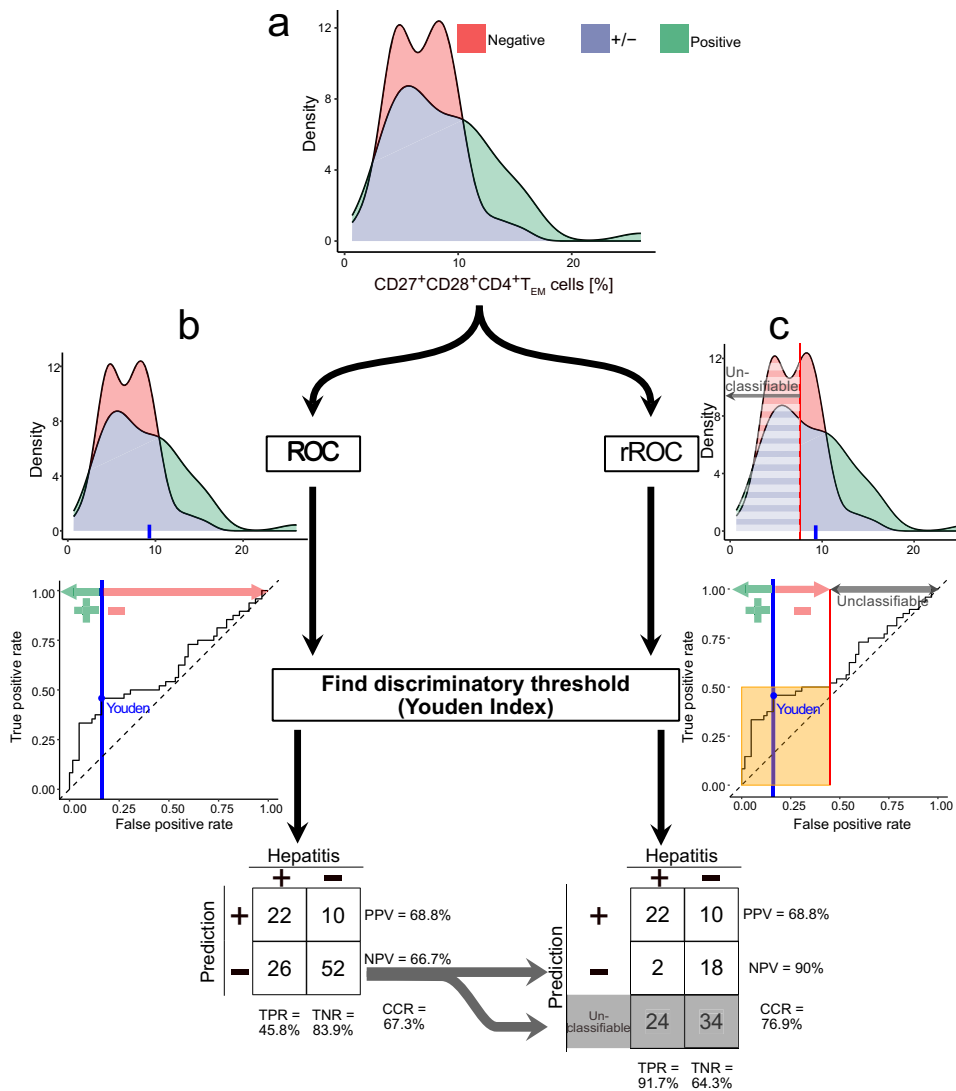 a
12
8
4
0
Density
Negative
+/−
Positive
0
10
20
CD27+CD28+CD4+TEM cells [%]
b
12
8
4
0
Density
0
10
20
ROC
c
12
8
4
0
Density
Un-
classifiable
0
10
20
rROC
1.00
0.75
0.50
0.25
0.00
True positive rate
+
−
Youden
0.00
0.25
0.50
0.75
1.00
False positive rate
Find discriminatory threshold
(Youden Index)
1.00
0.75
0.50
0.25
0.00
True positive rate
+
−
Unclassifiable
Youden
0.00
0.25
0.50
0.75
1.00
False positive rate
Hepatitis
+ −
Prediction
+ 22 10 PPV = 68.8%
− 26 52 NPV = 66.7%
TPR =
45.8%
TNR =
83.9%
CCR =
67.3%
Hepatitis
+ −
Prediction
+ 22 10 PPV = 68.8%
− 2 18 NPV = 90%
Un-
classifiable
24 34
CCR =
76.9%
TPR =
91.7%
TNR =
64.3%